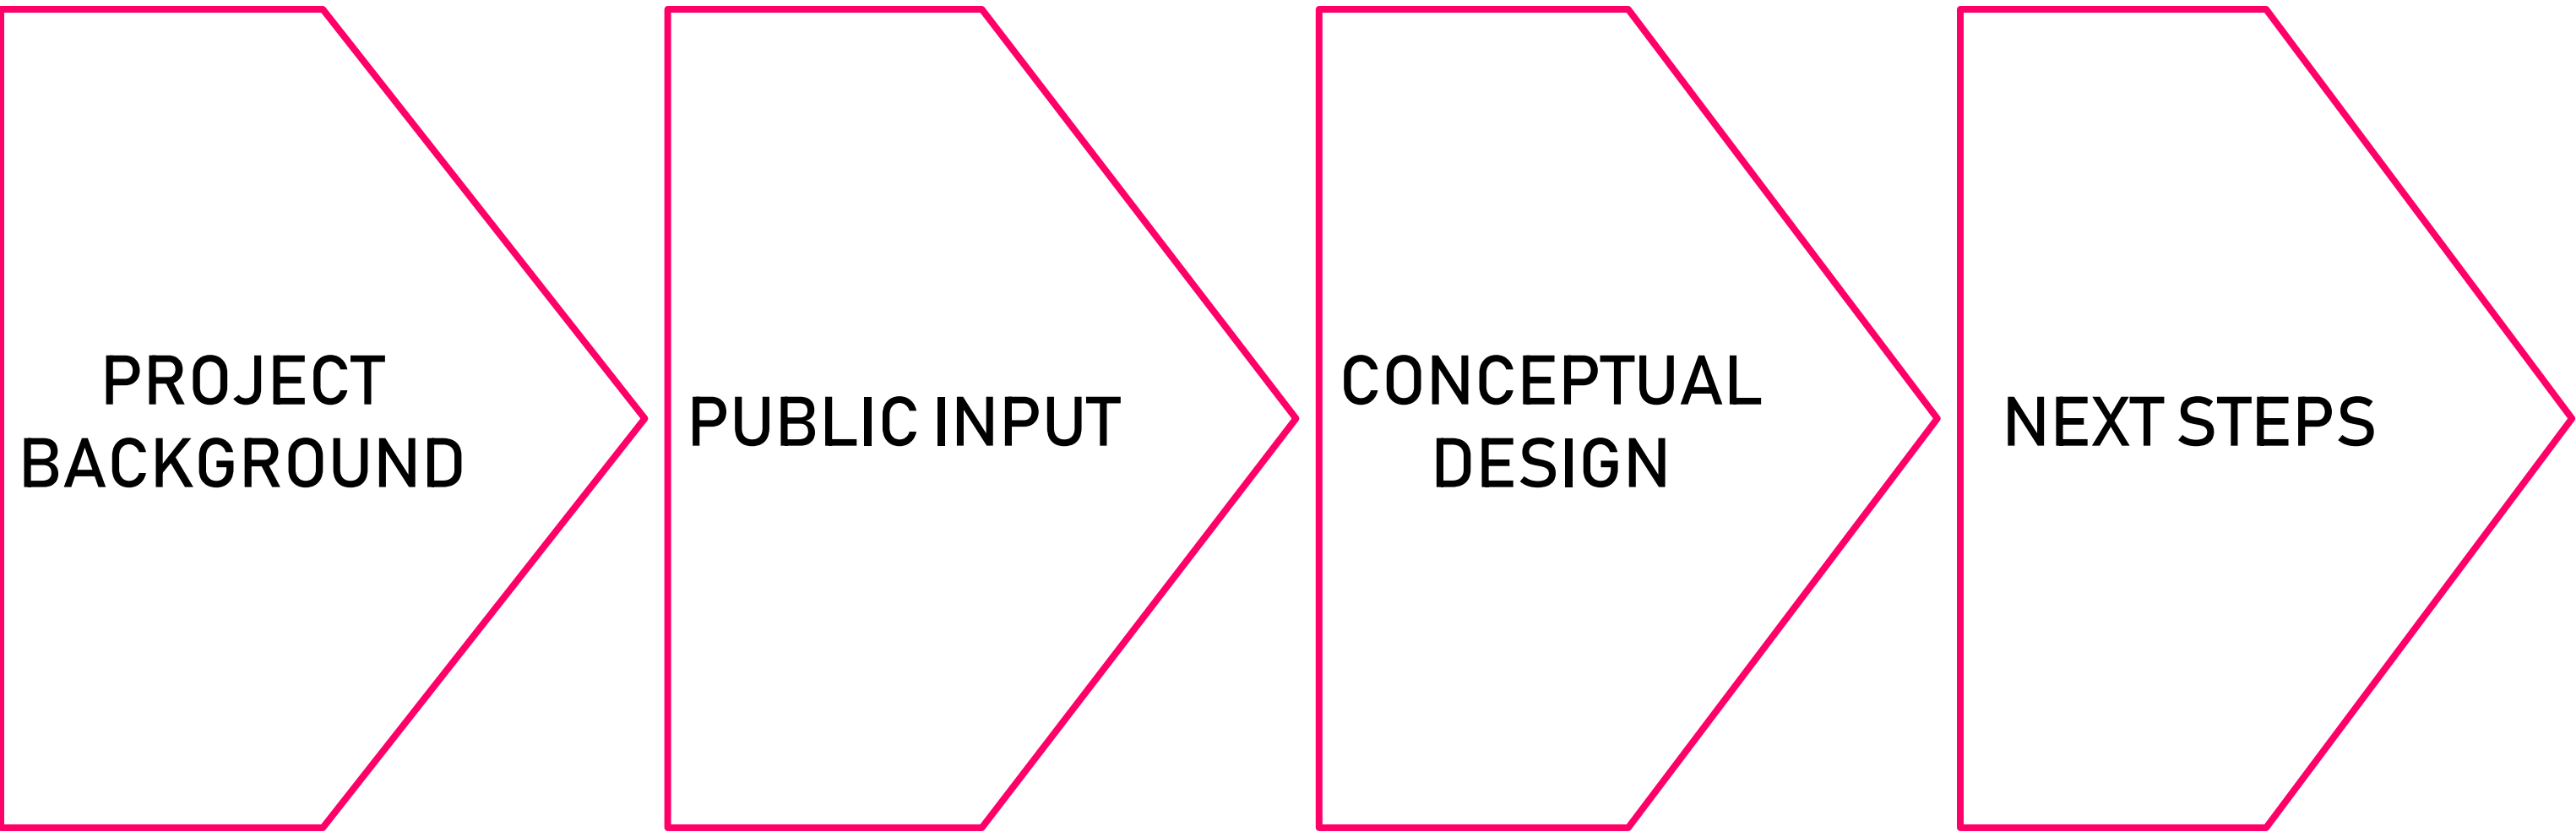 PROJECT
BACKGROUND
PUBLIC INPUT
CONCEPTUAL
DESIGN
NEXT STEPS